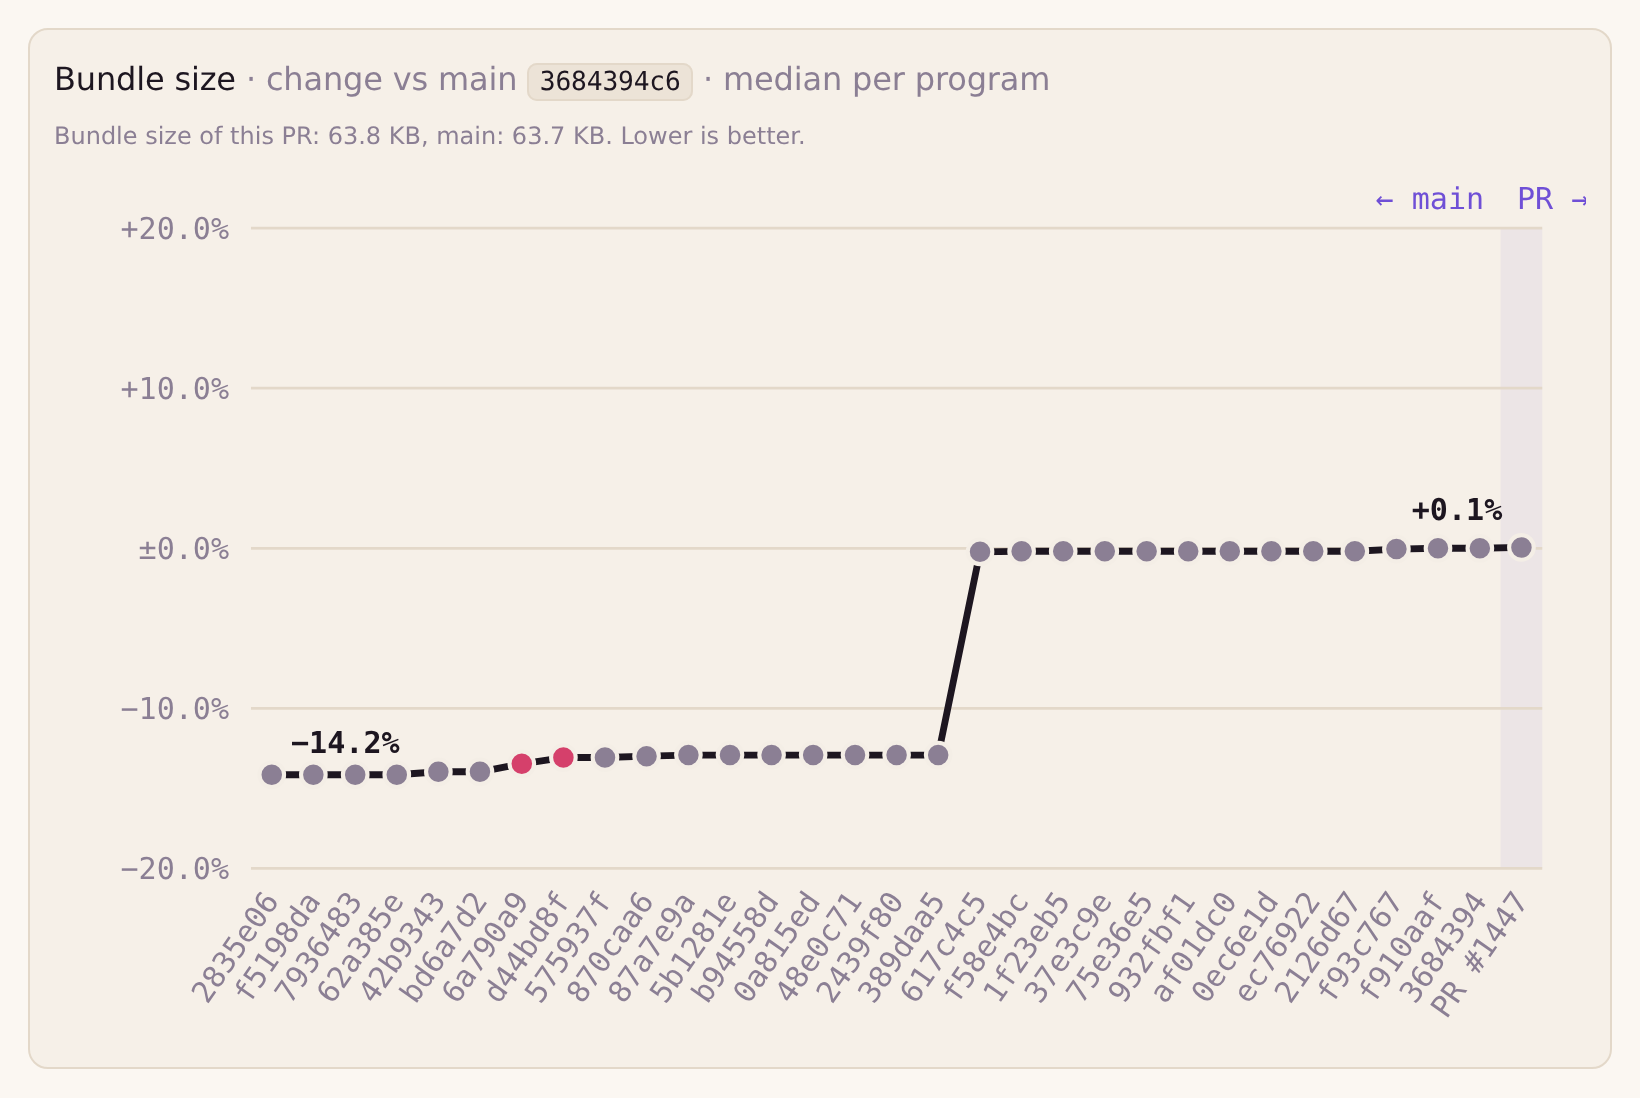 Bundle size · change vs main 3684394c6 · median per program
Bundle size of this PR: 63.8 KB, main: 63.7 KB. Lower is better.
← main PR →
+20.0%
+10.0%
±0.0%
−10.0%
−20.0%
+0.1%
−14.2%
2835e06
f5198da
7936483
62a385e
42b9343
bd6a7d2
6a790a9
d44bd8f
575937f
870caa6
87a7e9a
5b1281e
b94558d
0a815ed
48e0c71
2439f80
389daa5
617c4c5
f58e4bc
1f23eb5
37e3c9e
75e36e5
932fbf1
af01dc0
0ec6e1d
ec76922
2126d67
f93c767
f910aaf
3684394
PR #1447